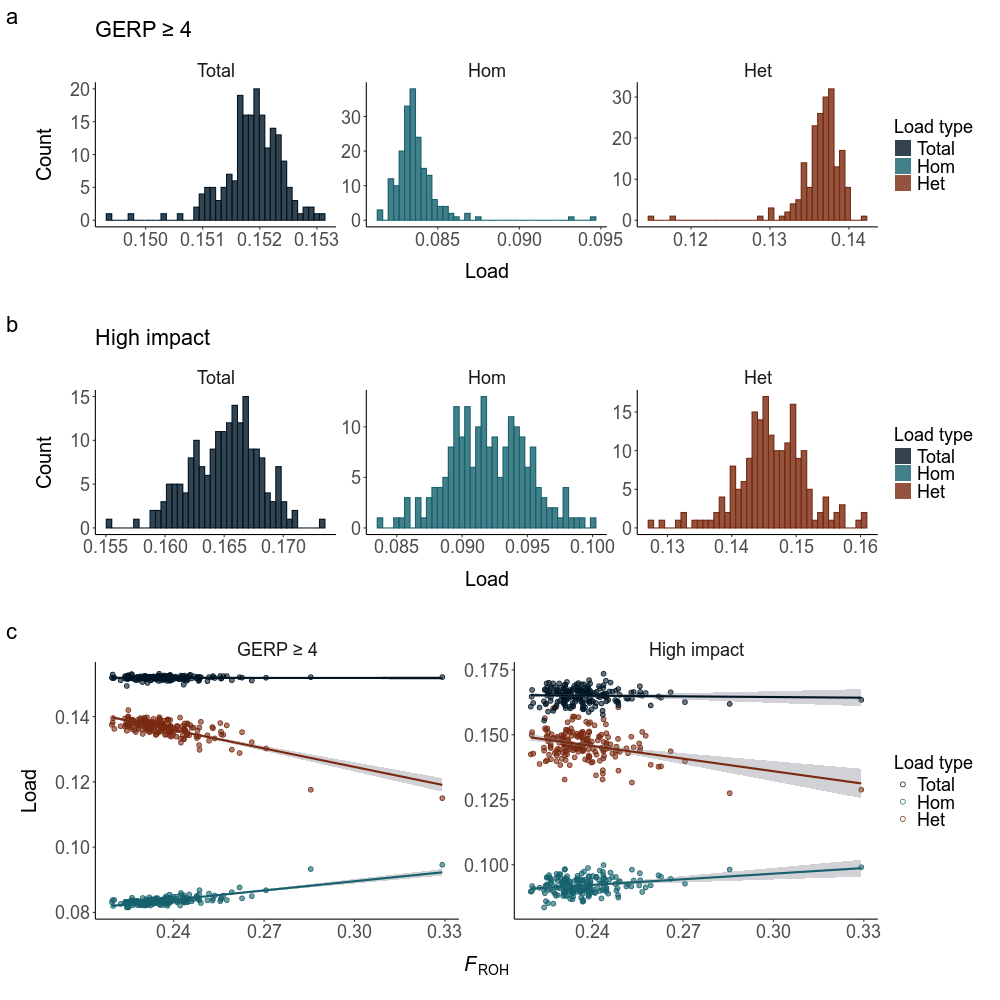 a
GERP ≥ 4
Total Hom Het
Count
20
15
10
5
0
0.150 0.151 0.152 0.153
30
20
10
0
0.085 0.090 0.095
30
20
10
0
0.12 0.13 0.14
Load
Load type
Total
Hom
Het
b
High impact
Total Hom Het
Count
15
10
5
0
0.155 0.160 0.165 0.170
10
5
0
0.085 0.090 0.095 0.100
15
10
5
0
0.13 0.14 0.15 0.16
Load
Load type
Total
Hom
Het
c
GERP ≥ 4 High impact
Load
0.14
0.12
0.10
0.08
0.24 0.27 0.30 0.33
0.175
0.150
0.125
0.100
0.24 0.27 0.30 0.33
FROH
Load type
Total
Hom
Het